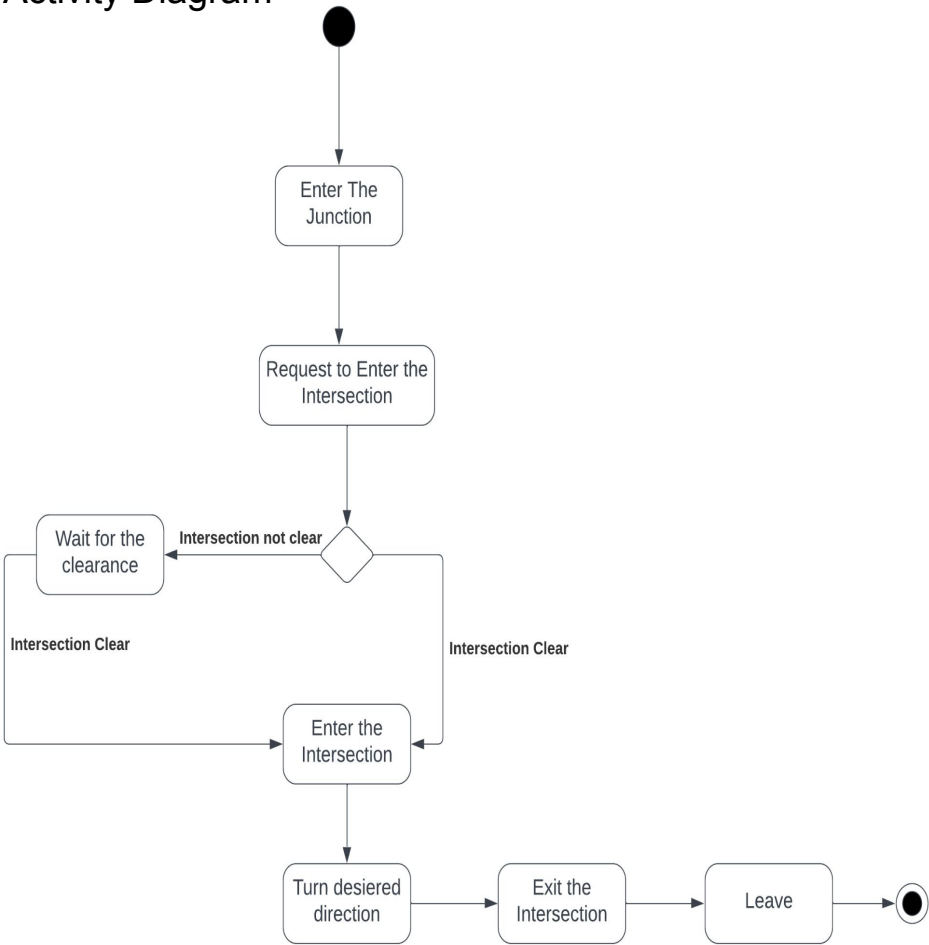 Activity Diagram
Enter The
Junction
Request to Enter the
Intersection
Intersection not clear
Wait for the
clearance
Intersection Clear
Intersection Clear
Enter the
Intersection
Turn desiered
direction
Exit the
Intersection
Leave